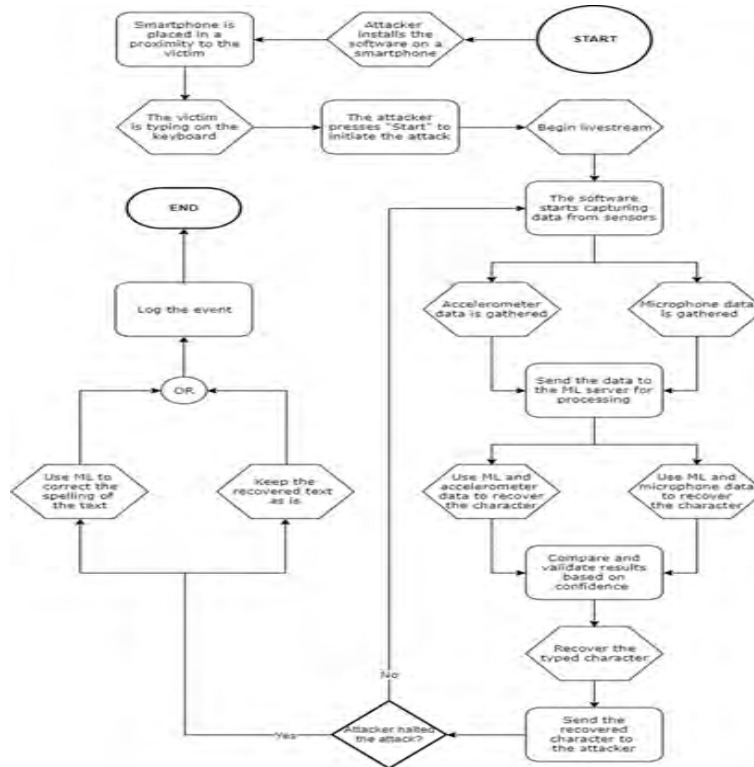 START
Attacker
installs the
software on a
smartphone
Smartphone is
placed in a
proximity to the
victim
The victim
is typing on the
keyboard
The attacker
presses "Start" to
initiate the attack
Begin livestream
The software
starts capturing
data from sensors
Accelerometer
data is gathered
Microphone data
is gathered
Send the data to
the ML server for
processing
Use ML and
accelerometer
data to recover
the character
Use ML and
microphone data
to recover
the character
Compare and
validate results
based on
confidence
Recover the
typed character
Send the
recovered
character to
the attacker
Attacker halted
the attack?
No
Yes
Use ML to
correct the
spelling of
the text
Keep the
recovered text
as is
OR
Log the event
END